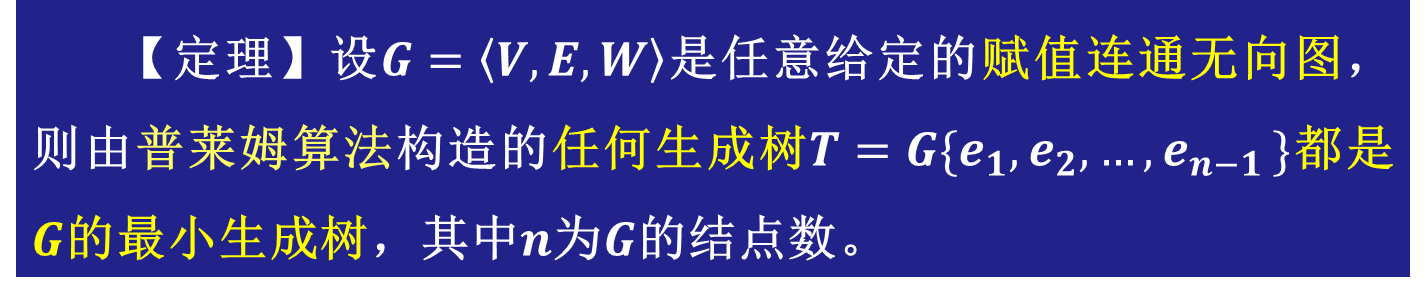 【定理】设G = ⟨V, E, W⟩是任意给定的赋值连通无向图，
则由普莱姆算法构造的任何生成树T = G{e₁, e₂, …, eₙ₋₁ }都是
G的最小生成树，其中n为G的结点数。